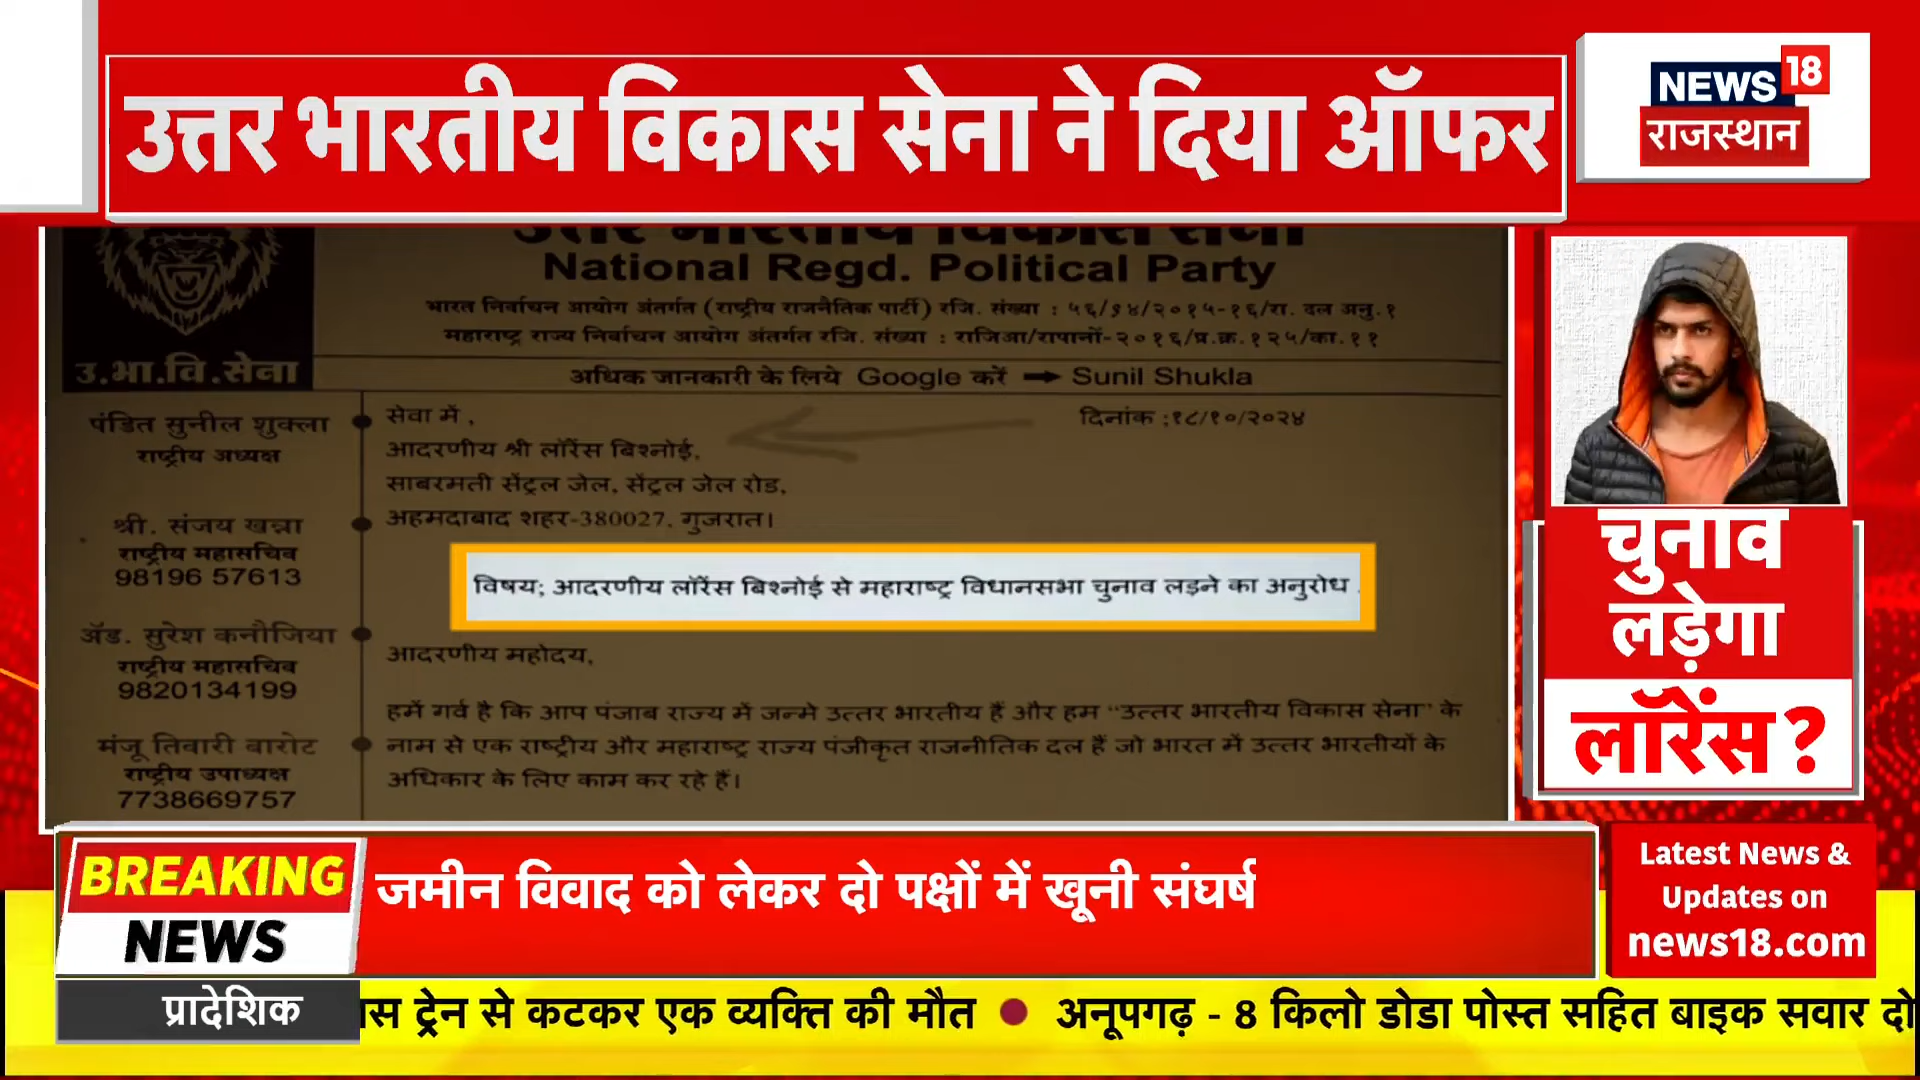 उत्तर भारतीय विकास सेना ने दिया ऑफर
NEWS 18
राजस्थान
उत्तर भारतीय विकास सेना
National Regd. Political Party
भारत निर्वाचन आयोग अंतर्गत (राष्ट्रीय राजनैतिक पार्टी) रजि. संख्या : ५६/१४/२०१५-१६/रा. दल अनु.१
महाराष्ट्र राज्य निर्वाचन आयोग अंतर्गत रजि. संख्या : राजिआ/रापानों-२०१६/प्र.क्र.१२५/का.११
उ.भा.वि.सेना
अधिक जानकारी के लिये Google करें ➞ Sunil Shukla
पंडित सुनील शुक्ला
राष्ट्रीय अध्यक्ष
श्री. संजय खन्ना
राष्ट्रीय महासचिव
98196 57613
ॲड. सुरेश कनौजिया
राष्ट्रीय महासचिव
9820134199
मंजू तिवारी बारोट
राष्ट्रीय उपाध्यक्ष
7738669757
सेवा में ,
दिनांक :१८/१०/२०२४
आदरणीय श्री लॉरेंस बिश्नोई,
साबरमती सेंट्रल जेल, सेंट्रल जेल रोड,
अहमदाबाद शहर-380027, गुजरात।
विषय; आदरणीय लॉरेंस बिश्नोई से महाराष्ट्र विधानसभा चुनाव लड़ने का अनुरोध .
आदरणीय महोदय,
हमें गर्व है कि आप पंजाब राज्य में जन्मे उत्तर भारतीय हैं और हम “उत्तर भारतीय विकास सेना” के
नाम से एक राष्ट्रीय और महाराष्ट्र राज्य पंजीकृत राजनीतिक दल हैं जो भारत में उत्तर भारतीयों के
अधिकार के लिए काम कर रहे हैं।
चुनाव
लड़ेगा
लॉरेंस?
BREAKING
NEWS
जमीन विवाद को लेकर दो पक्षों में खूनी संघर्ष
Latest News &
Updates on
news18.com
प्रादेशिक
ट्रेन से कटकर एक व्यक्ति की मौत ● अनूपगढ़ - 8 किलो डोडा पोस्त सहित बाइक सवार दो